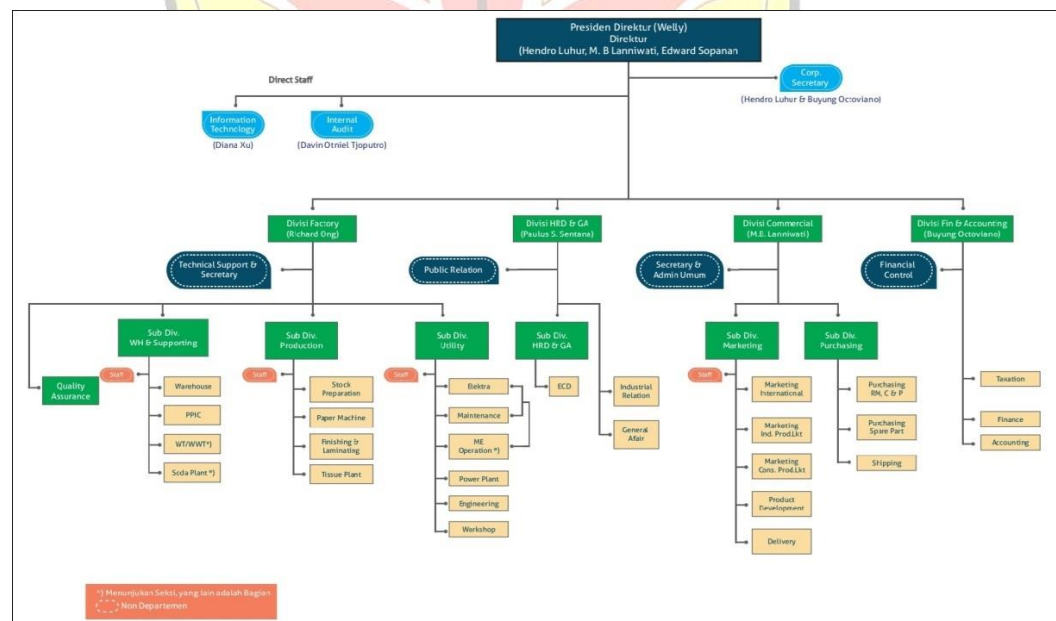 Presiden Direktur (Welly)
Direktur
(Hendro Luhur, M. B Lanniwati, Edward Sopanan
Direct Staff
Corp.
Secretary
(Hendro Luhur & Buyung Octoviano)
Information
Technology
(Diana Xu)
Internal
Audit
(Davin Otniel Tjoputro)
Divisi Factory
(Richard Ong)
Divisi HRD & GA
(Paulus S. Sentana)
Divisi Commercial
(M.B. Lanniwati)
Divisi Fin & Accounting
(Buyung Octoviano)
Technical Support &
Secretary
Public Relation
Secretary &
Admin Umum
Financial
Control
Sub Div.
WH & Supporting
Sub Div.
Production
Sub Div.
Utility
Sub Div.
HRD & GA
Sub Div.
Marketing
Sub Div.
Purchasing
Quality
Assurance
Staff
Warehouse
PPIC
WT/WWT*)
Soda Plant *)
Staff
Stock
Preparation
Paper Machine
Finishing &
Laminating
Tissue Plant
Staff
Elektra
Maintenance
ME
Operation *)
Power Plant
Engineering
Workshop
ECD
Industrial
Relation
General
Afair
Staff
Marketing
International
Marketing
Ind. Prod.Lkt
Marketing
Cons. Prod.Lkt
Product
Development
Delivery
Purchasing
RM, C & P
Purchasing
Spare Part
Shipping
Taxation
Finance
Accounting
*) Menunjukan Seksi, yang lain adalah Bagian
Non Departemen